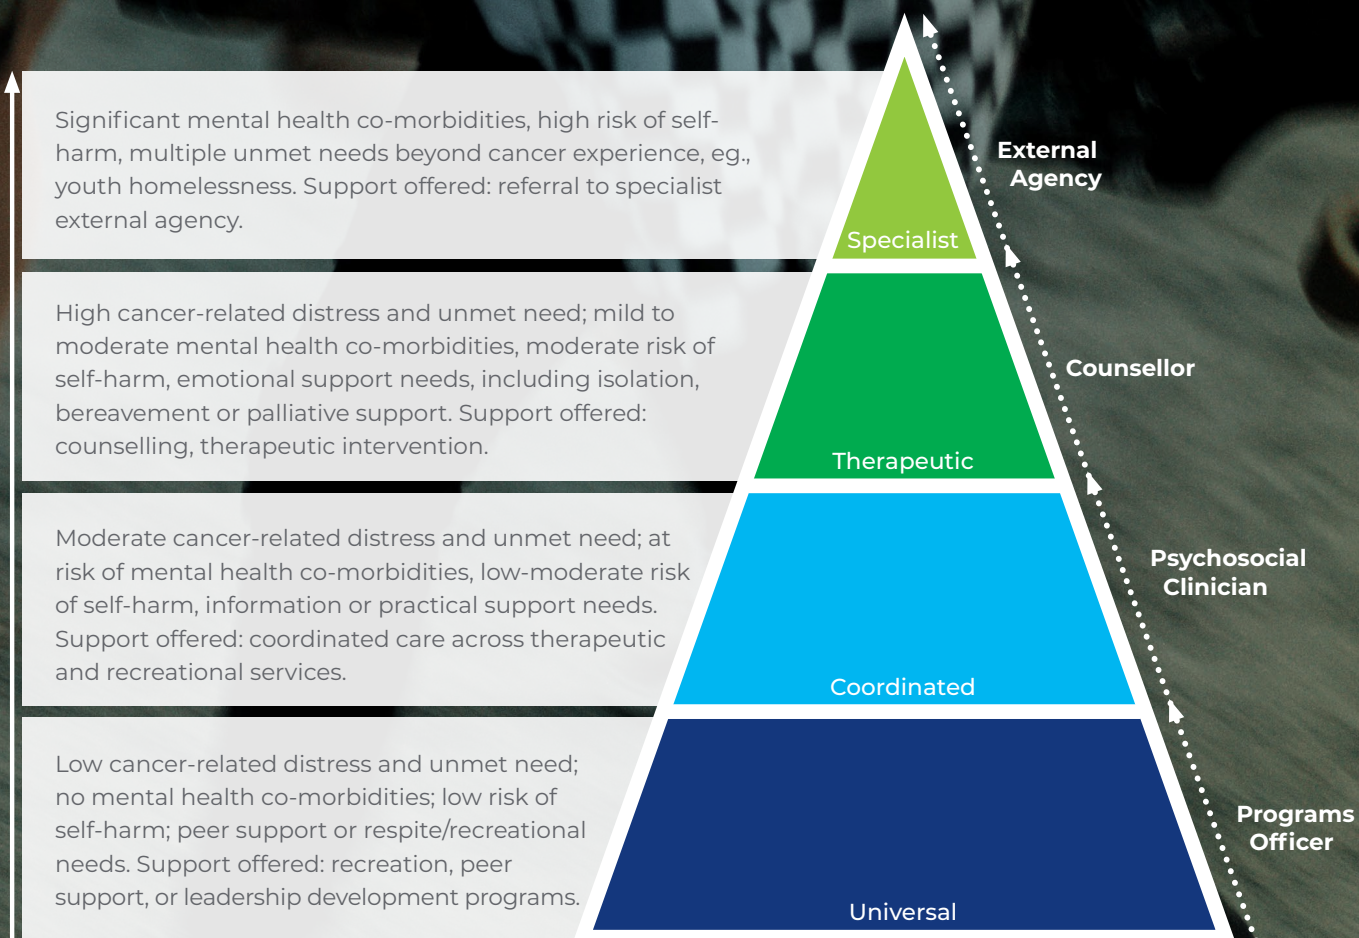 Significant mental health co-morbidities, high risk of self-
harm, multiple unmet needs beyond cancer experience, eg.,
youth homelessness. Support offered: referral to specialist
external agency.
Specialist
External
Agency
High cancer-related distress and unmet need; mild to
moderate mental health co-morbidities, moderate risk of
self-harm, emotional support needs, including isolation,
bereavement or palliative support. Support offered:
counselling, therapeutic intervention.
Therapeutic
Counsellor
Moderate cancer-related distress and unmet need; at
risk of mental health co-morbidities, low-moderate risk
of self-harm, information or practical support needs.
Support offered: coordinated care across therapeutic
and recreational services.
Coordinated
Psychosocial
Clinician
Low cancer-related distress and unmet need;
no mental health co-morbidities; low risk of
self-harm; peer support or respite/recreational
needs. Support offered: recreation, peer
support, or leadership development programs.
Universal
Programs
Officer